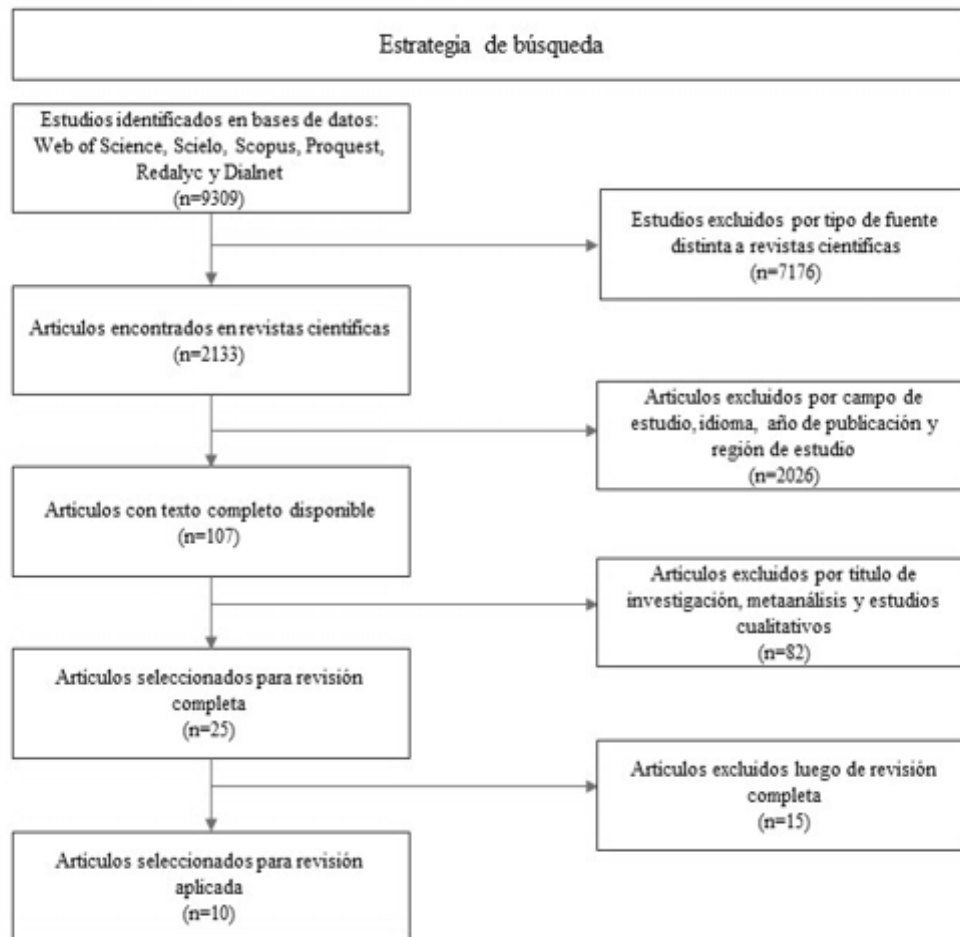 Estrategia de búsqueda
Estudios identificados en bases de datos:
Web of Science, Scielo, Scopus, Proquest,
Redalyc y Dialnet
(n=9309)
Estudios excluidos por tipo de fuente
distinta a revistas científicas
(n=7176)
Artículos encontrados en revistas científicas
(n=2133)
Artículos excluidos por campo de
estudio, idioma, año de publicación y
región de estudio
(n=2026)
Artículos con texto completo disponible
(n=107)
Artículos excluidos por título de
investigación, metaanálisis y estudios
cualitativos
(n=82)
Artículos seleccionados para revisión
completa
(n=25)
Artículos excluidos luego de revisión
completa
(n=15)
Artículos seleccionados para revisión
aplicada
(n=10)